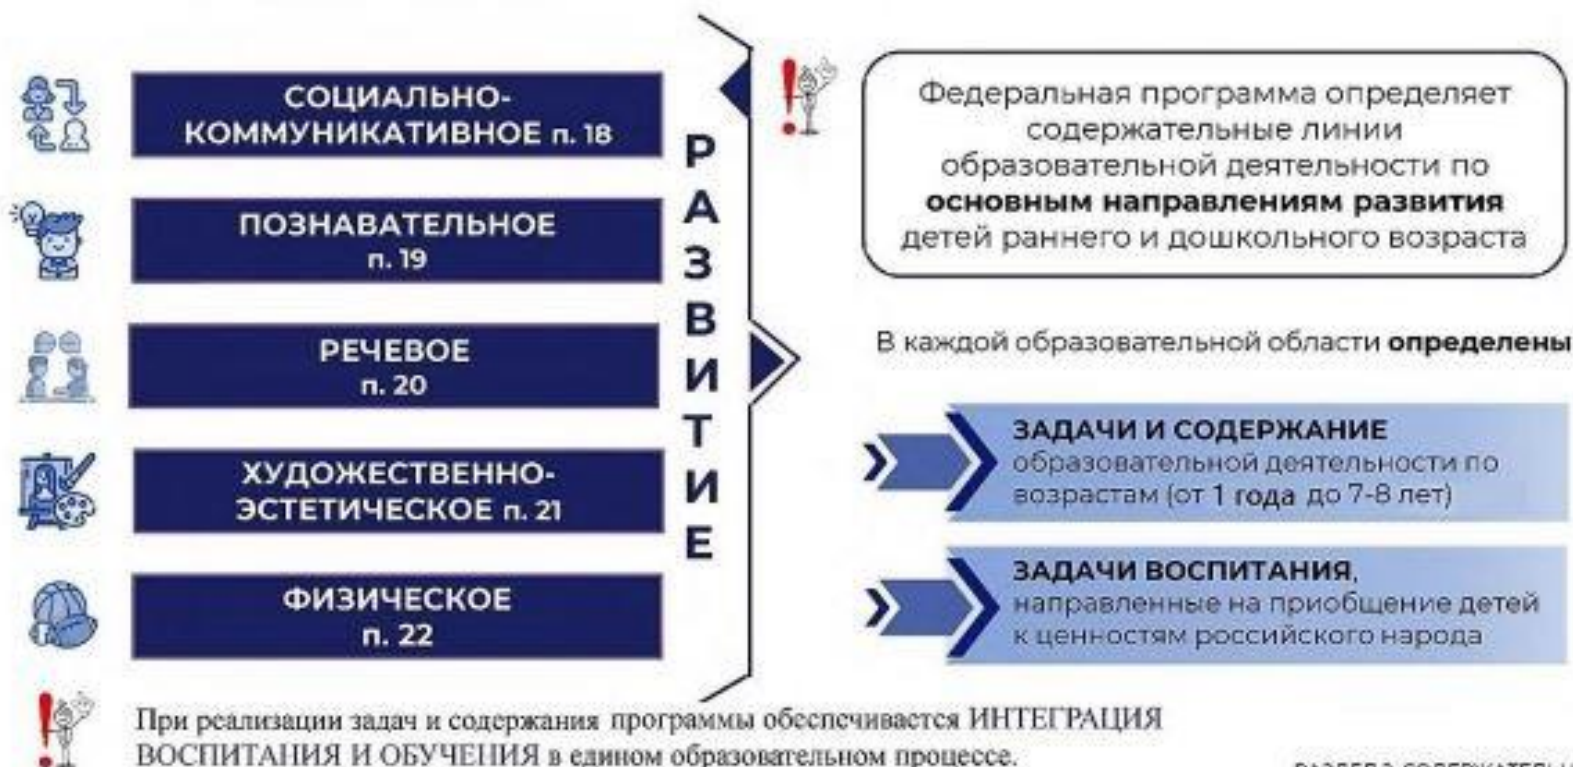 СОЦИАЛЬНО-
КОММУНИКАТИВНОЕ п. 18
ПОЗНАВАТЕЛЬНОЕ
п. 19
РЕЧЕВОЕ
п. 20
ХУДОЖЕСТВЕННО-
ЭСТЕТИЧЕСКОЕ п. 21
ФИЗИЧЕСКОЕ
п. 22
РАЗВИТИЕ
Федеральная программа определяет
содержательные линии
образовательной деятельности по
основным направлениям развития
детей раннего и дошкольного возраста
В каждой образовательной области определены
ЗАДАЧИ И СОДЕРЖАНИЕ
образовательной деятельности по
возрастам (от 1 года до 7-8 лет)
ЗАДАЧИ ВОСПИТАНИЯ,
направленные на приобщение детей
к ценностям российского народа
При реализации задач и содержания программы обеспечивается ИНТЕГРАЦИЯ
ВОСПИТАНИЯ И ОБУЧЕНИЯ в едином образовательном процессе.